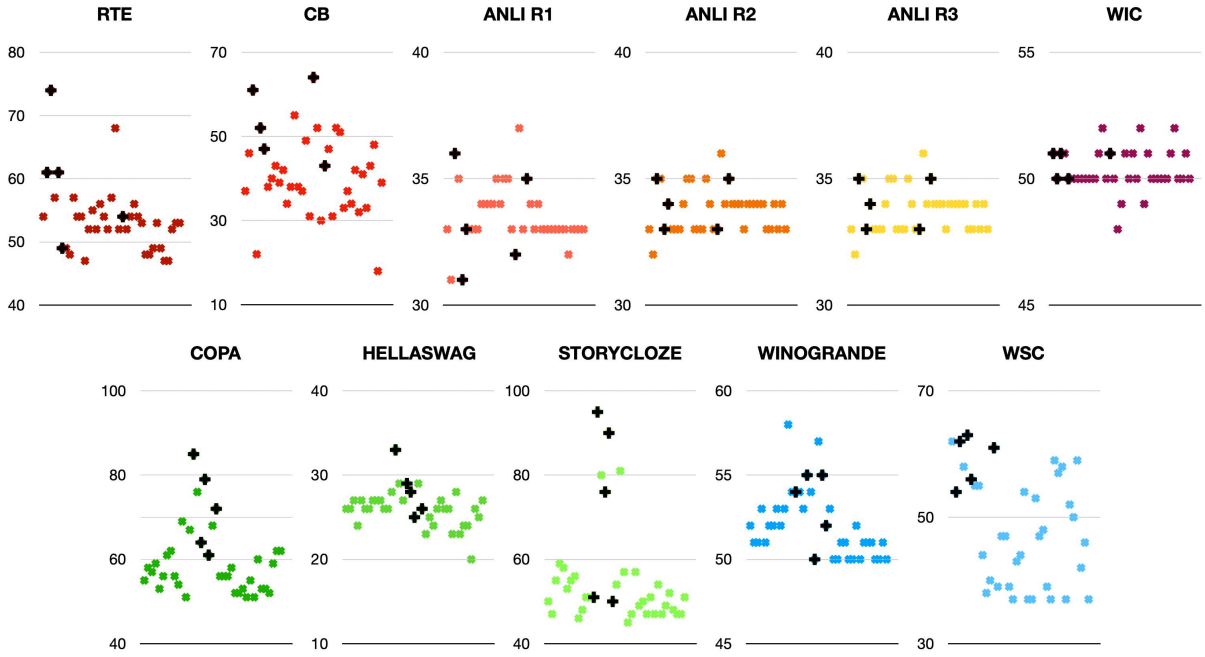 RTE CB ANLI R1 ANLI R2 ANLI R3 WIC
80 70 40 40 40 55
70
50
60 35 35 35 50
50 30
40 10 30 30 30 45
COPA HELLASWAG STORYCLOZE WINOGRANDE WSC
100 40 100 60 70
80 30 80 55
50
60 20 60 50
40 10 40 45 30